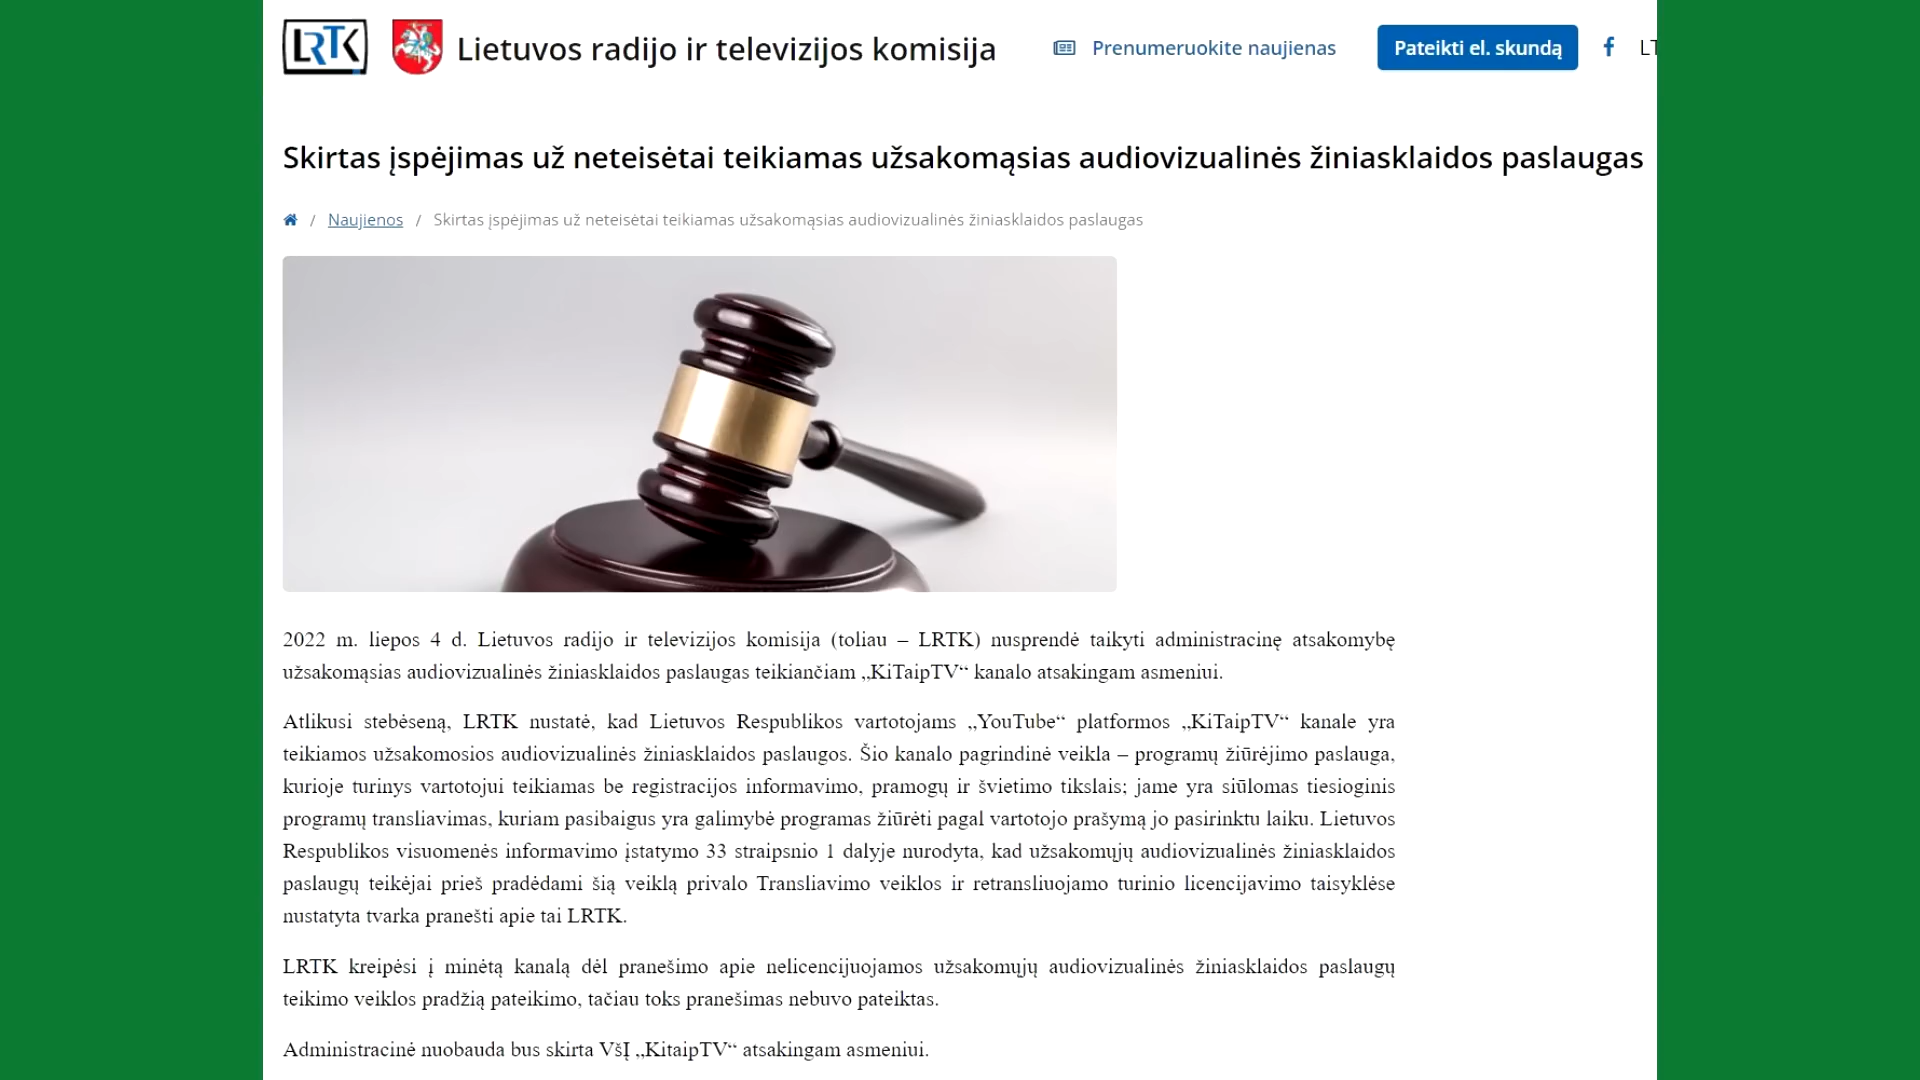 LRTK
Lietuvos radijo ir televizijos komisija
Prenumeruokite naujienas
Pateikti el. skundą
f
LT
Skirtas įspėjimas už neteisėtai teikiamas užsakomąsias audiovizualinės žiniasklaidos paslaugas
/ Naujienos / Skirtas įspėjimas už neteisėtai teikiamas užsakomąsias audiovizualinės žiniasklaidos paslaugas
2022 m. liepos 4 d. Lietuvos radijo ir televizijos komisija (toliau – LRTK) nusprendė taikyti administracinę atsakomybę
užsakomąsias audiovizualinės žiniasklaidos paslaugas teikiančiam „KiTaipTV“ kanalo atsakingam asmeniui.
Atlikusi stebėseną, LRTK nustatė, kad Lietuvos Respublikos vartotojams „YouTube“ platformos „KiTaipTV“ kanale yra
teikiamos užsakomosios audiovizualinės žiniasklaidos paslaugos. Šio kanalo pagrindinė veikla – programų žiūrėjimo paslauga,
kurioje turinys vartotojui teikiamas be registracijos informavimo, pramogų ir švietimo tikslais; jame yra siūlomas tiesioginis
programų transliavimas, kuriam pasibaigus yra galimybė programas žiūrėti pagal vartotojo prašymą jo pasirinktu laiku. Lietuvos
Respublikos visuomenės informavimo įstatymo 33 straipsnio 1 dalyje nurodyta, kad užsakomųjų audiovizualinės žiniasklaidos
paslaugų teikėjai prieš pradėdami šią veiklą privalo Transliavimo veiklos ir retransliuojamo turinio licencijavimo taisyklėse
nustatyta tvarka pranešti apie tai LRTK.
LRTK kreipėsi į minėtą kanalą dėl pranešimo apie nelicencijuojamos užsakomųjų audiovizualinės žiniasklaidos paslaugų
teikimo veiklos pradžią pateikimo, tačiau toks pranešimas nebuvo pateiktas.
Administracinė nuobauda bus skirta VšĮ „KitaipTV“ atsakingam asmeniui.